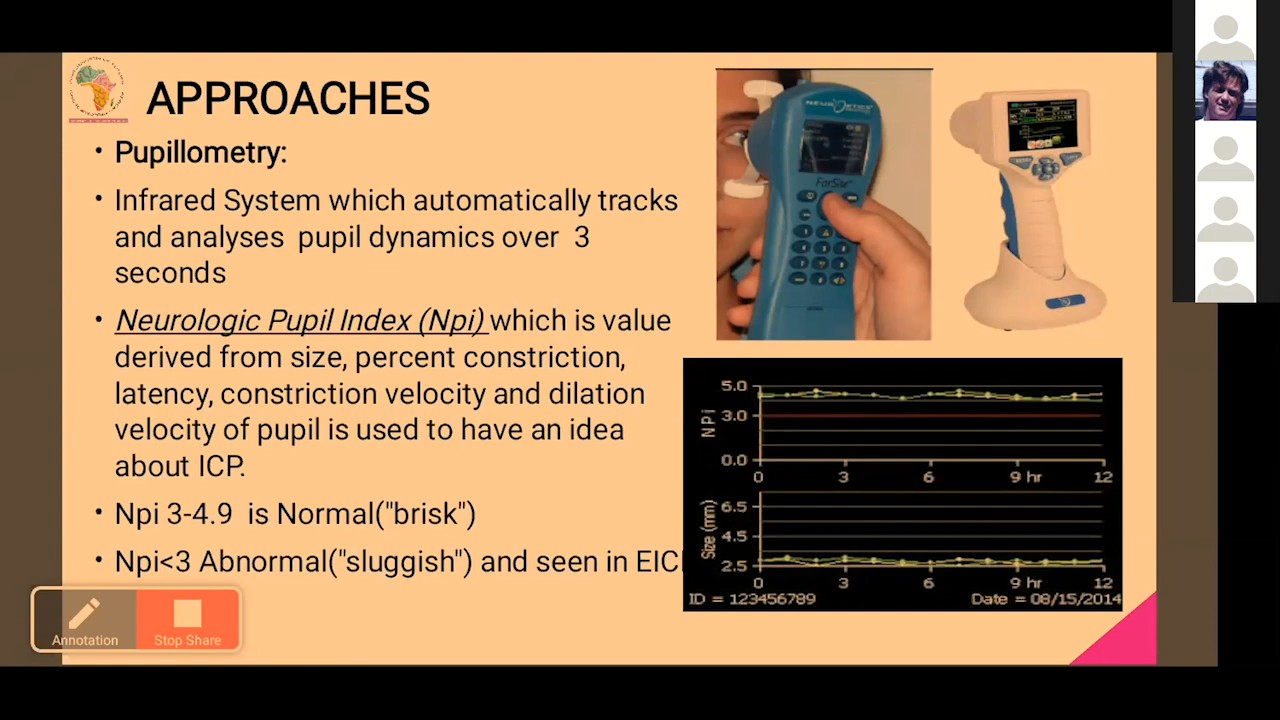 APPROACHES
• Pupillometry:
• Infrared System which automatically tracks
and analyses pupil dynamics over 3
seconds
• Neurologic Pupil Index (Npi) which is value
derived from size, percent constriction,
latency, constriction velocity and dilation
velocity of pupil is used to have an idea
about ICP.
• Npi 3-4.9 is Normal("brisk")
• Npi<3 Abnormal("sluggish") and seen in EIC
NEUROPTICS
ForSite
NPi
5.0
3.0
0.0
0 3 6 9 hr 12
Size (mm)
6.5
4.5
2.5
0 3 6 9 hr 12
ID = 123456789 Date = 08/15/2014
Annotation Stop Share